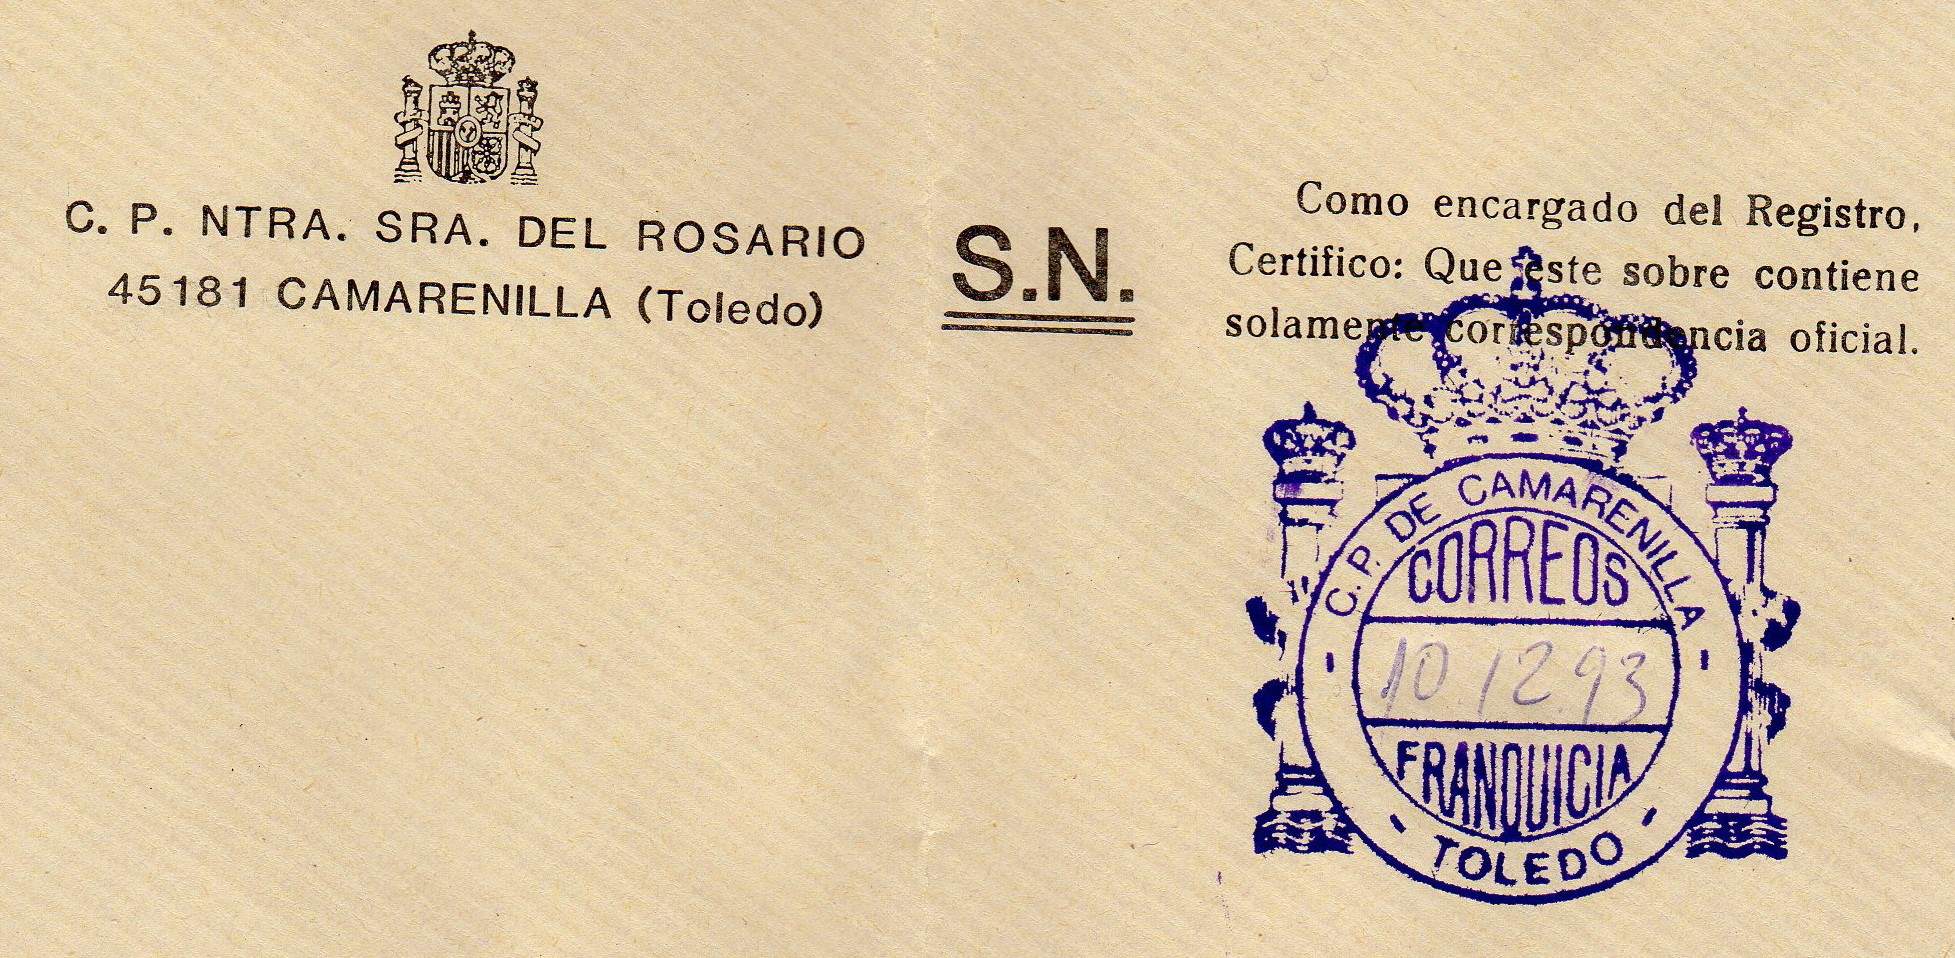 C. P. NTRA. SRA. DEL ROSARIO
45181 CAMARENILLA (Toledo)
S.N.
Como encargado del Registro,
Certifico: Que este sobre contiene
solamente correspondencia oficial.
C.P. DE CAMARENILLA
CORREOS
10.12.93
FRANQUICIA
- TOLEDO -